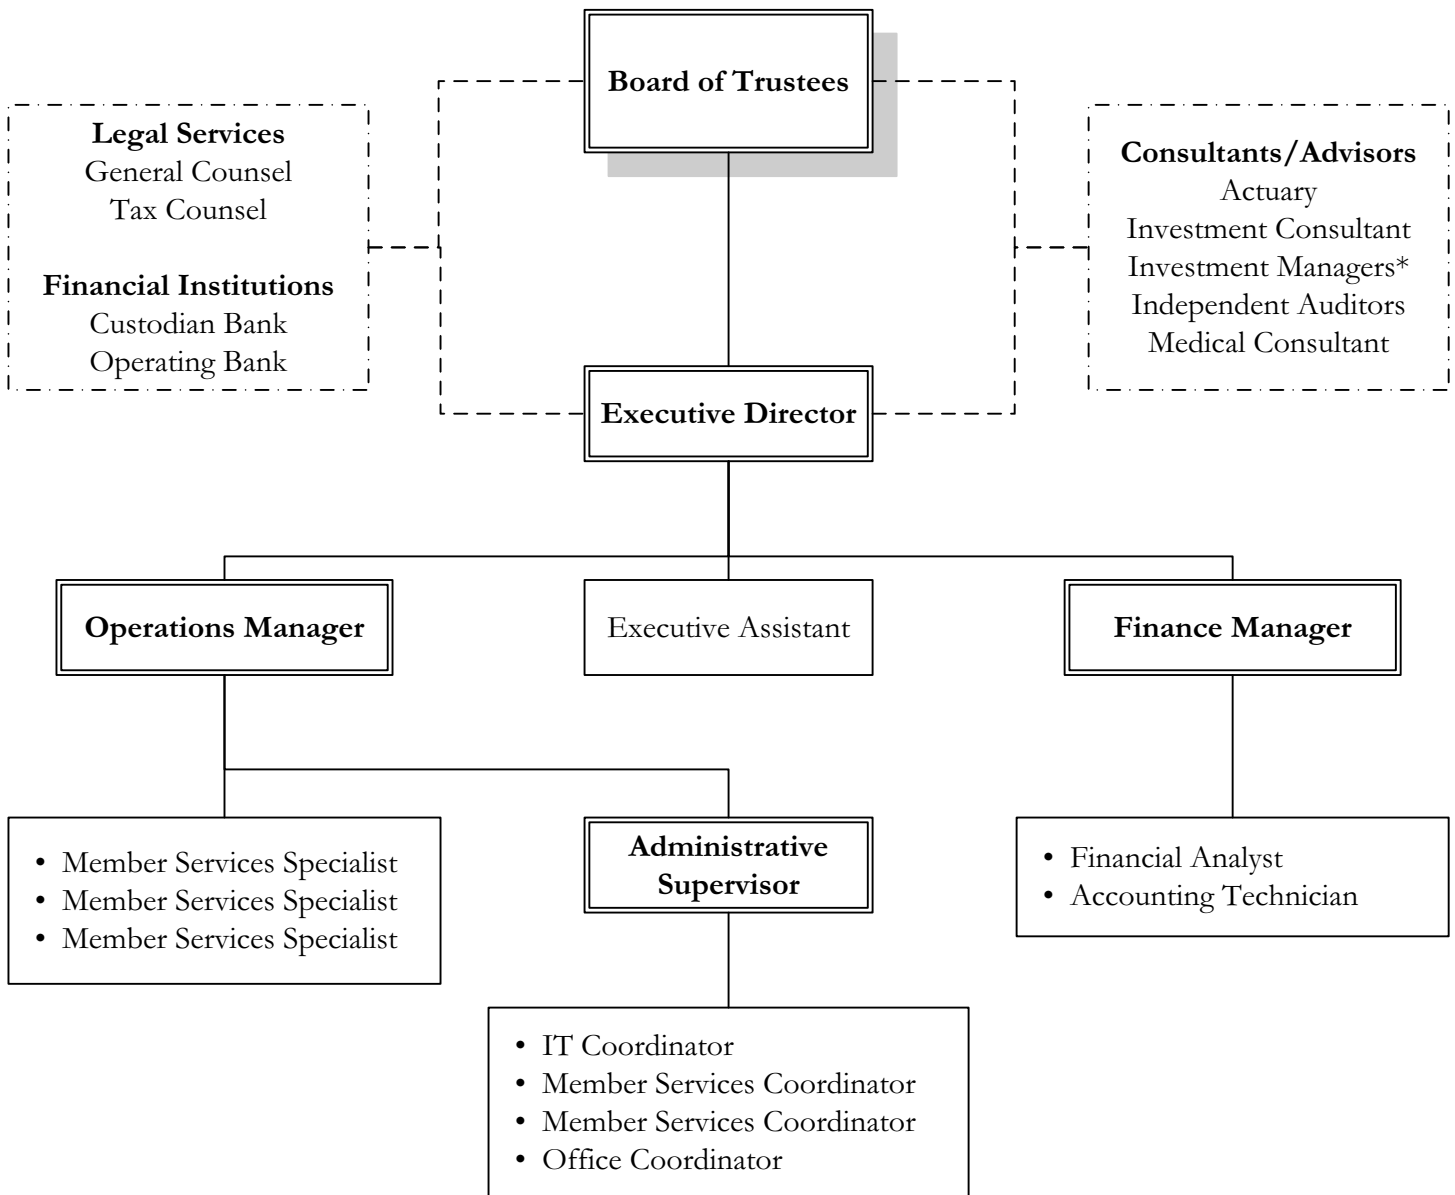 Board of Trustees
Legal Services
General Counsel
Tax Counsel
Financial Institutions
Custodian Bank
Operating Bank
Consultants/Advisors
Actuary
Investment Consultant
Investment Managers*
Independent Auditors
Medical Consultant
Executive Director
Operations Manager
Executive Assistant
Finance Manager
• Member Services Specialist
• Member Services Specialist
• Member Services Specialist
Administrative
Supervisor
• Financial Analyst
• Accounting Technician
• IT Coordinator
• Member Services Coordinator
• Member Services Coordinator
• Office Coordinator